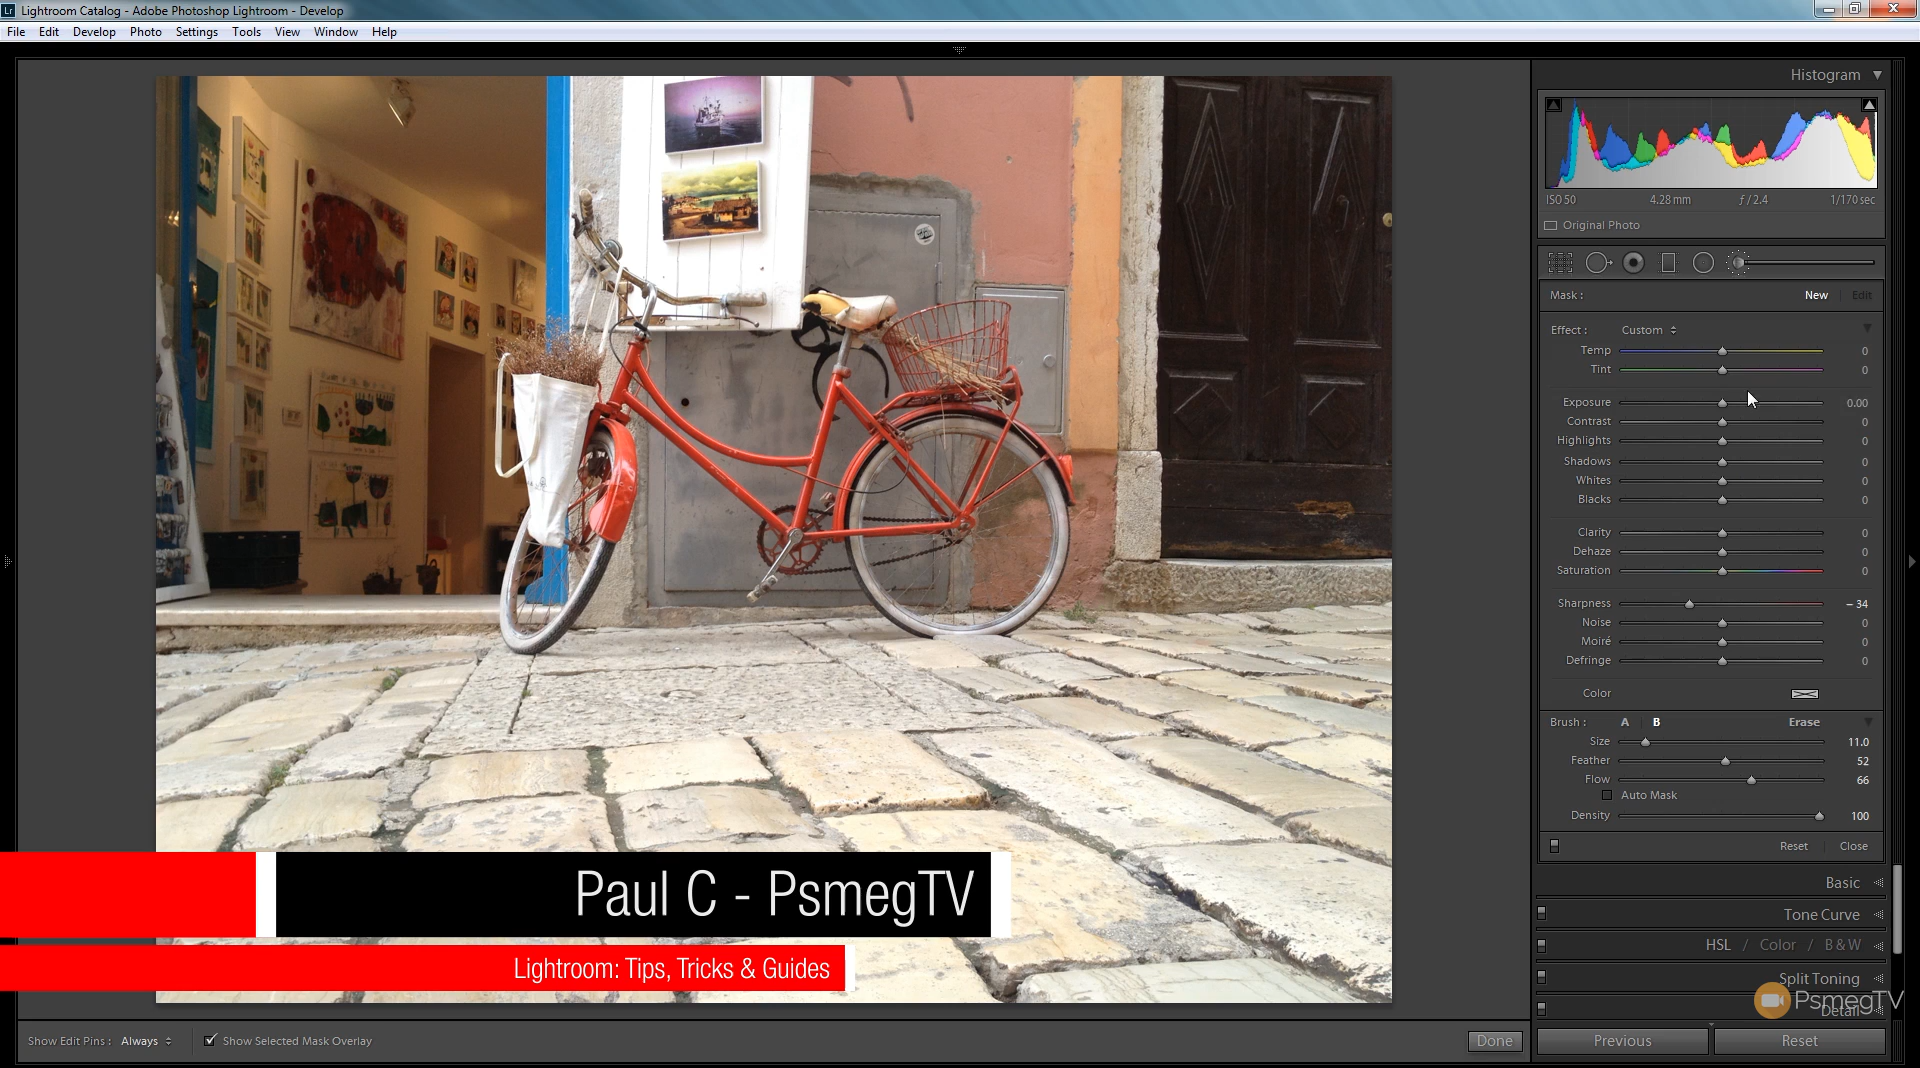 Lr Lightroom Catalog - Adobe Photoshop Lightroom - Develop
File Edit Develop Photo Settings Tools View Window Help
Histogram
ISO 50 4.28 mm ƒ / 2.4 1/170 sec
Original Photo
Mask : New Edit
Effect : Custom
Temp 0
Tint 0
Exposure 0.00
Contrast 0
Highlights 0
Shadows 0
Whites 0
Blacks 0
Clarity 0
Dehaze 0
Saturation 0
Sharpness – 34
Noise 0
Moiré 0
Defringe 0
Color
Brush : A B Erase
Size 11.0
Feather 52
Flow 66
Auto Mask
Density 100
Reset Close
Basic
Tone Curve
HSL / Color / B & W
Split Toning
PsmegTV
Detail
Previous Reset
Paul C - PsmegTV
Lightroom: Tips, Tricks & Guides
Show Edit Pins : Always Show Selected Mask Overlay Done